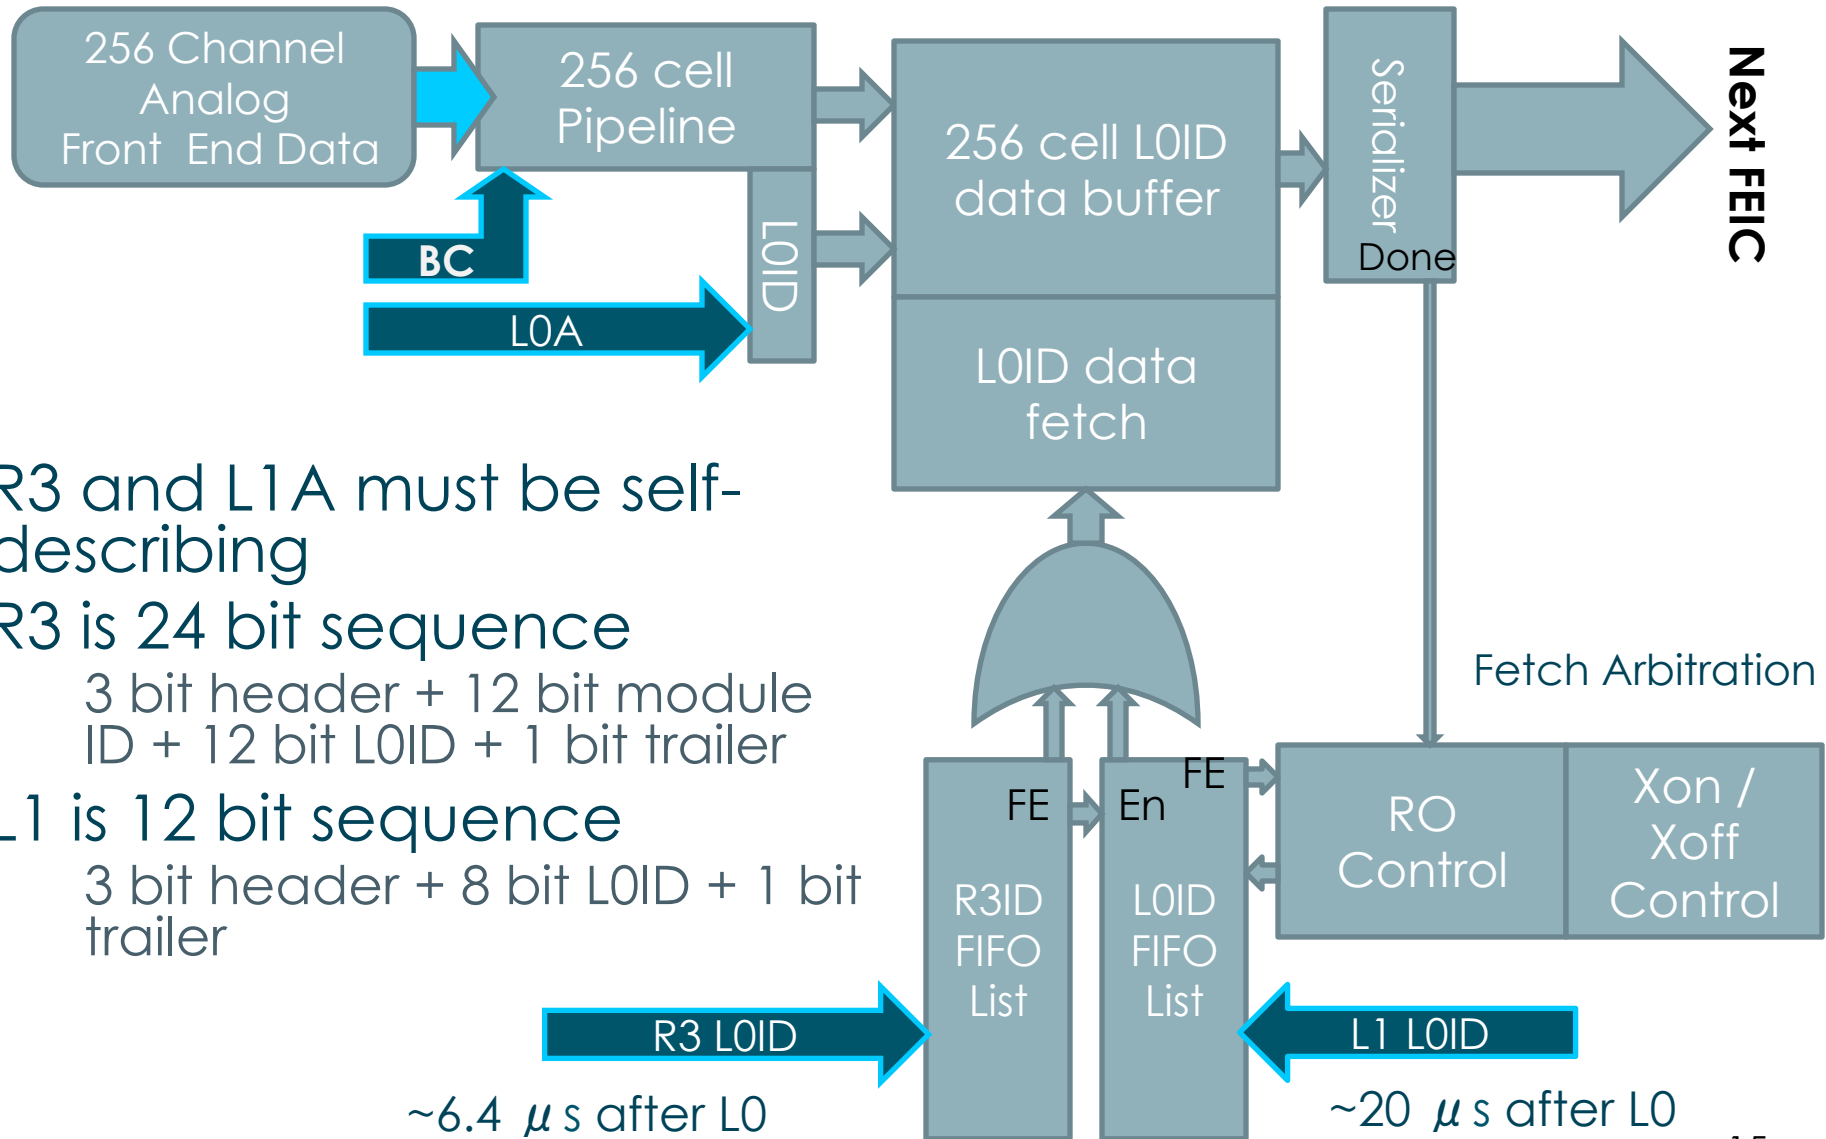 256 Channel
Analog
Front End Data
256 cell
Pipeline
L0ID
BC
L0A
256 cell L0ID
data buffer
L0ID data
fetch
Serializer
Done
Next FEIC
R3 and L1A must be self-
describing
R3 is 24 bit sequence
3 bit header + 12 bit module
ID + 12 bit L0ID + 1 bit trailer
L1 is 12 bit sequence
3 bit header + 8 bit L0ID + 1 bit
trailer
Fetch Arbitration
FE
En
FE
R3ID
FIFO
List
L0ID
FIFO
List
RO
Control
Xon /
Xoff
Control
R3 L0ID
L1 L0ID
~6.4 μs after L0
~20 μs after L0